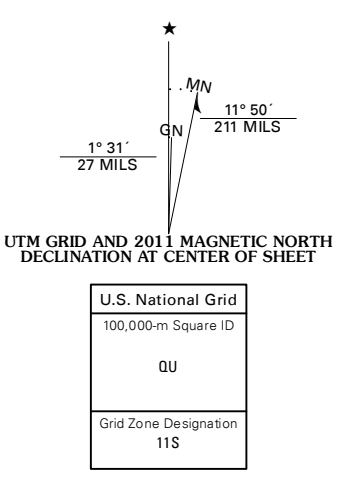 ★
MN
11° 50´
211 MILS
GN
1° 31´
27 MILS
UTM GRID AND 2011 MAGNETIC NORTH
DECLINATION AT CENTER OF SHEET
U.S. National Grid
100,000-m Square ID
QU
Grid Zone Designation
11S